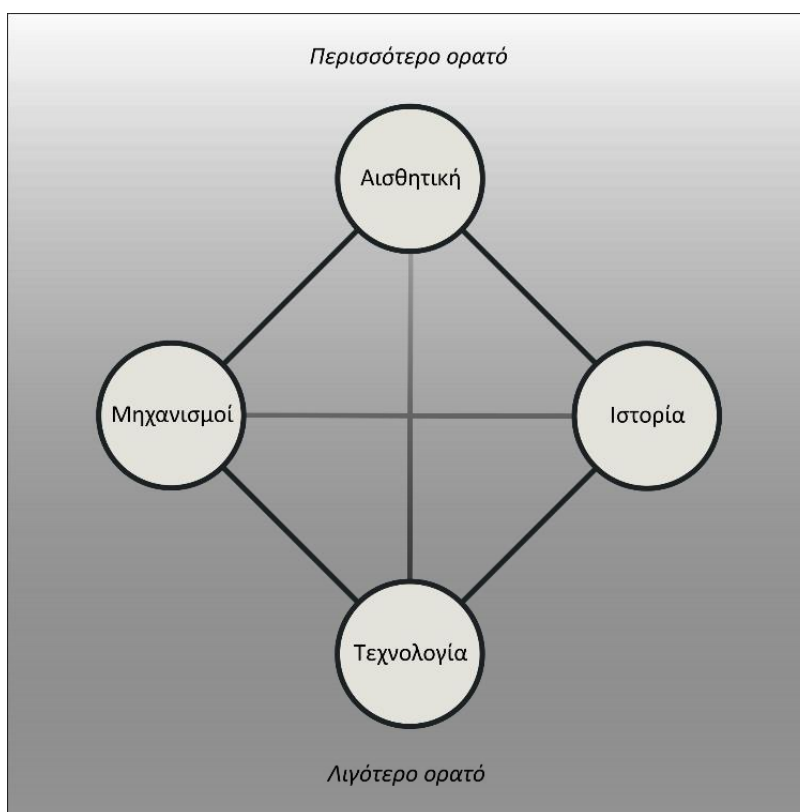 Περισσότερο ορατό
Αισθητική
Μηχανισμοί
Ιστορία
Τεχνολογία
Λιγότερο ορατό